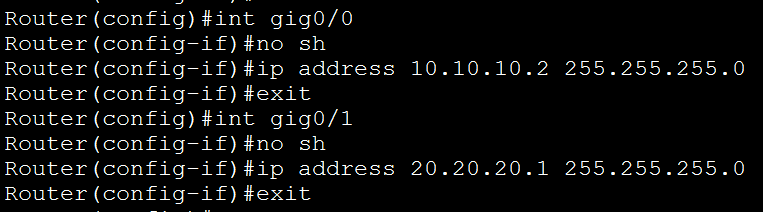 Router(config)#int gig0/0
Router(config-if)#no sh
Router(config-if)#ip address 10.10.10.2 255.255.255.0
Router(config-if)#exit
Router(config)#int gig0/1
Router(config-if)#no sh
Router(config-if)#ip address 20.20.20.1 255.255.255.0
Router(config-if)#exit